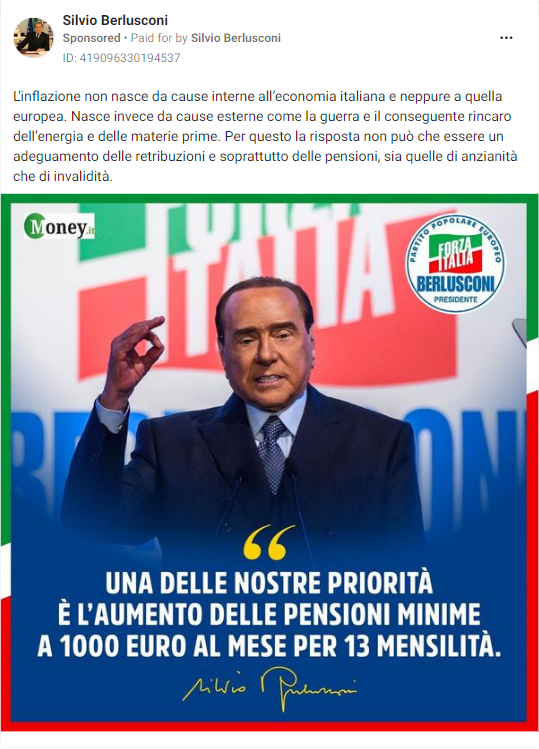 Silvio Berlusconi
Sponsored • Paid for by Silvio Berlusconi
ID: 419096330194537
L'inflazione non nasce da cause interne all'economia italiana e neppure a quella
europea. Nasce invece da cause esterne come la guerra e il conseguente rincaro
dell'energia e delle materie prime. Per questo la risposta non può che essere un
adeguamento delle retribuzioni e soprattutto delle pensioni, sia quelle di anzianità
che di invalidità.
Money.it
PARTITO POPOLARE EUROPEO
FORZA
ITALIA
BERLUSCONI
PRESIDENTE
FORZA
ITALIA
“
UNA DELLE NOSTRE PRIORITÀ
È L'AUMENTO DELLE PENSIONI MINIME
A 1000 EURO AL MESE PER 13 MENSILITÀ.
Silvio Berlusconi